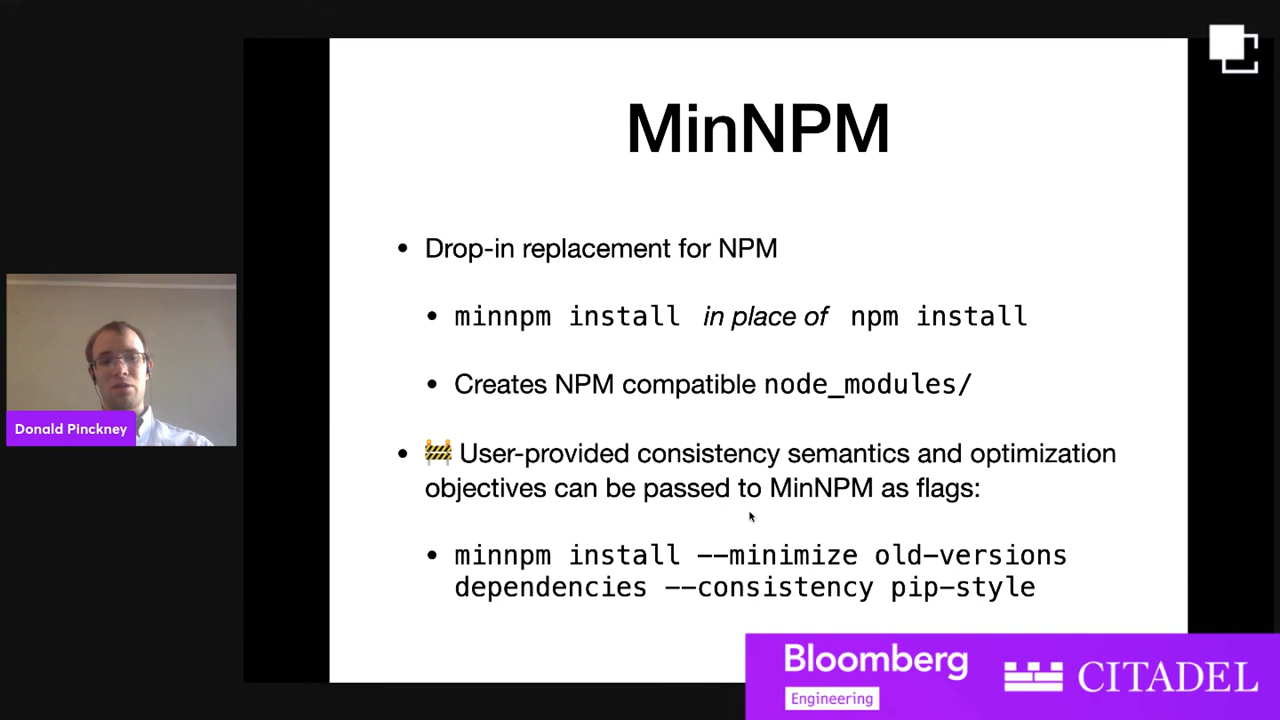 MinNPM
• Drop-in replacement for NPM
• minnpm install in place of npm install
• Creates NPM compatible node_modules/
• 🚧 User-provided consistency semantics and optimization
objectives can be passed to MinNPM as flags:
• minnpm install --minimize old-versions
dependencies --consistency pip-style
Donald Pinckney
Bloomberg
Engineering
CITADEL